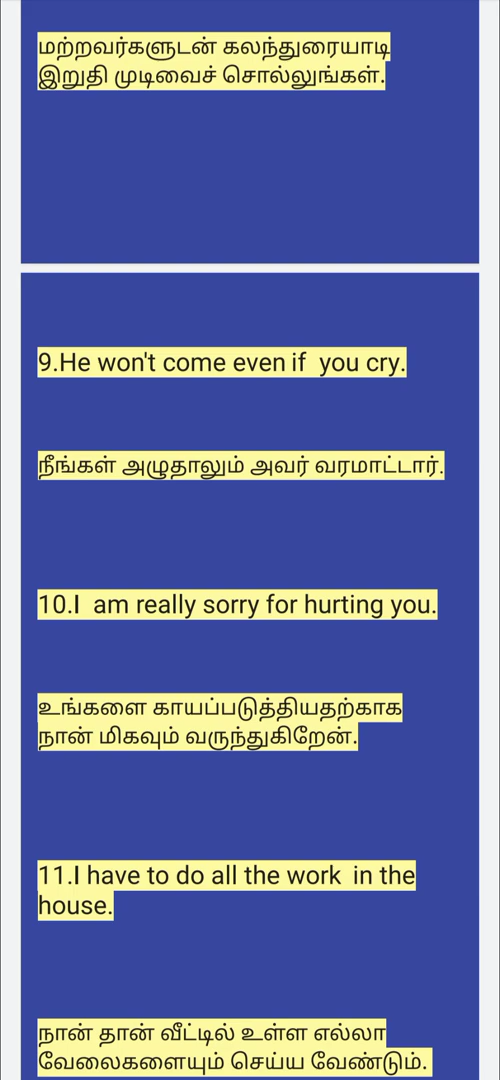 மற்றவர்களுடன் கலந்துரையாடி
இறுதி முடிவைச் சொல்லுங்கள்.
9.He won't come even if you cry.
நீங்கள் அழுதாலும் அவர் வரமாட்டார்.
10.I am really sorry for hurting you.
உங்களை காயப்படுத்தியதற்காக
நான் மிகவும் வருந்துகிறேன்.
11.I have to do all the work in the
house.
நான் தான் வீட்டில் உள்ள எல்லா
வேலைகளையும் செய்ய வேண்டும்.